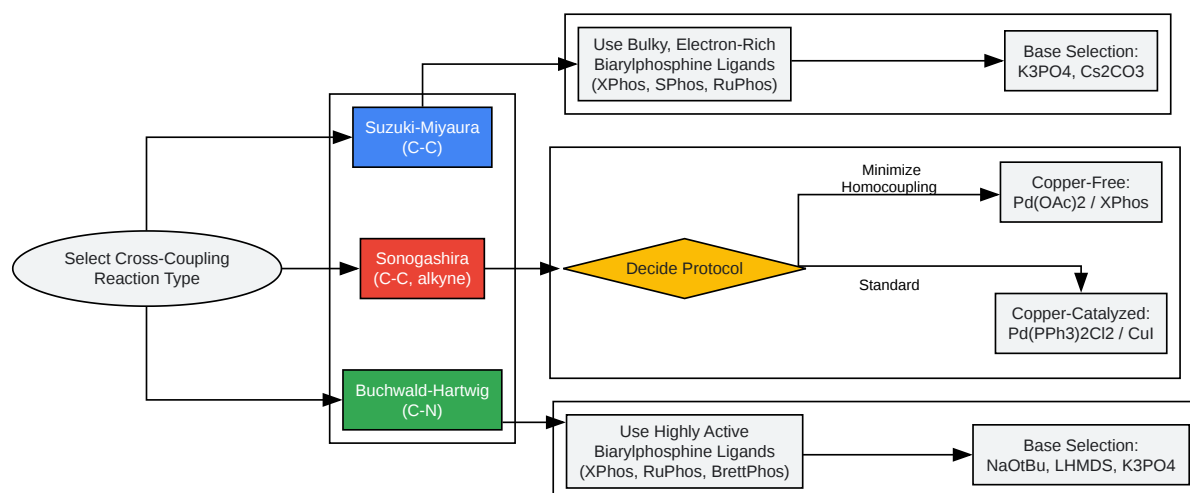 Select Cross-Coupling
Reaction Type
Suzuki-Miyaura
(C-C)
Use Bulky, Electron-Rich
Biarylphosphine Ligands
(XPhos, SPhos, RuPhos)
Base Selection:
K3PO4, Cs2CO3
Sonogashira
(C-C, alkyne)
Decide Protocol
Minimize
Homocoupling
Copper-Free:
Pd(OAc)2 / XPhos
Standard
Copper-Catalyzed:
Pd(PPh3)2Cl2 / CuI
Buchwald-Hartwig
(C-N)
Use Highly Active
Biarylphosphine Ligands
(XPhos, RuPhos, BrettPhos)
Base Selection:
NaOtBu, LHMDS, K3PO4